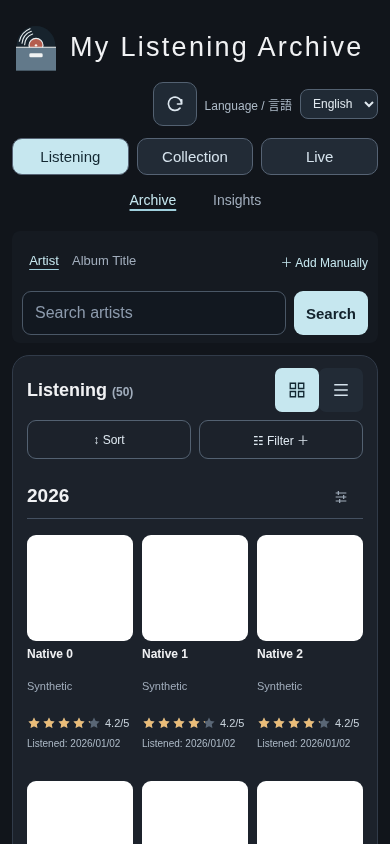 My Listening Archive
Language / 言語 English
Listening Collection Live
Archive Insights
Artist Album Title + Add Manually
Search artists Search
Listening (50)
↕ Sort Filter +
2026
Native 0 Native 1 Native 2
Synthetic Synthetic Synthetic
4.2/5 4.2/5 4.2/5
Listened: 2026/01/02 Listened: 2026/01/02 Listened: 2026/01/02